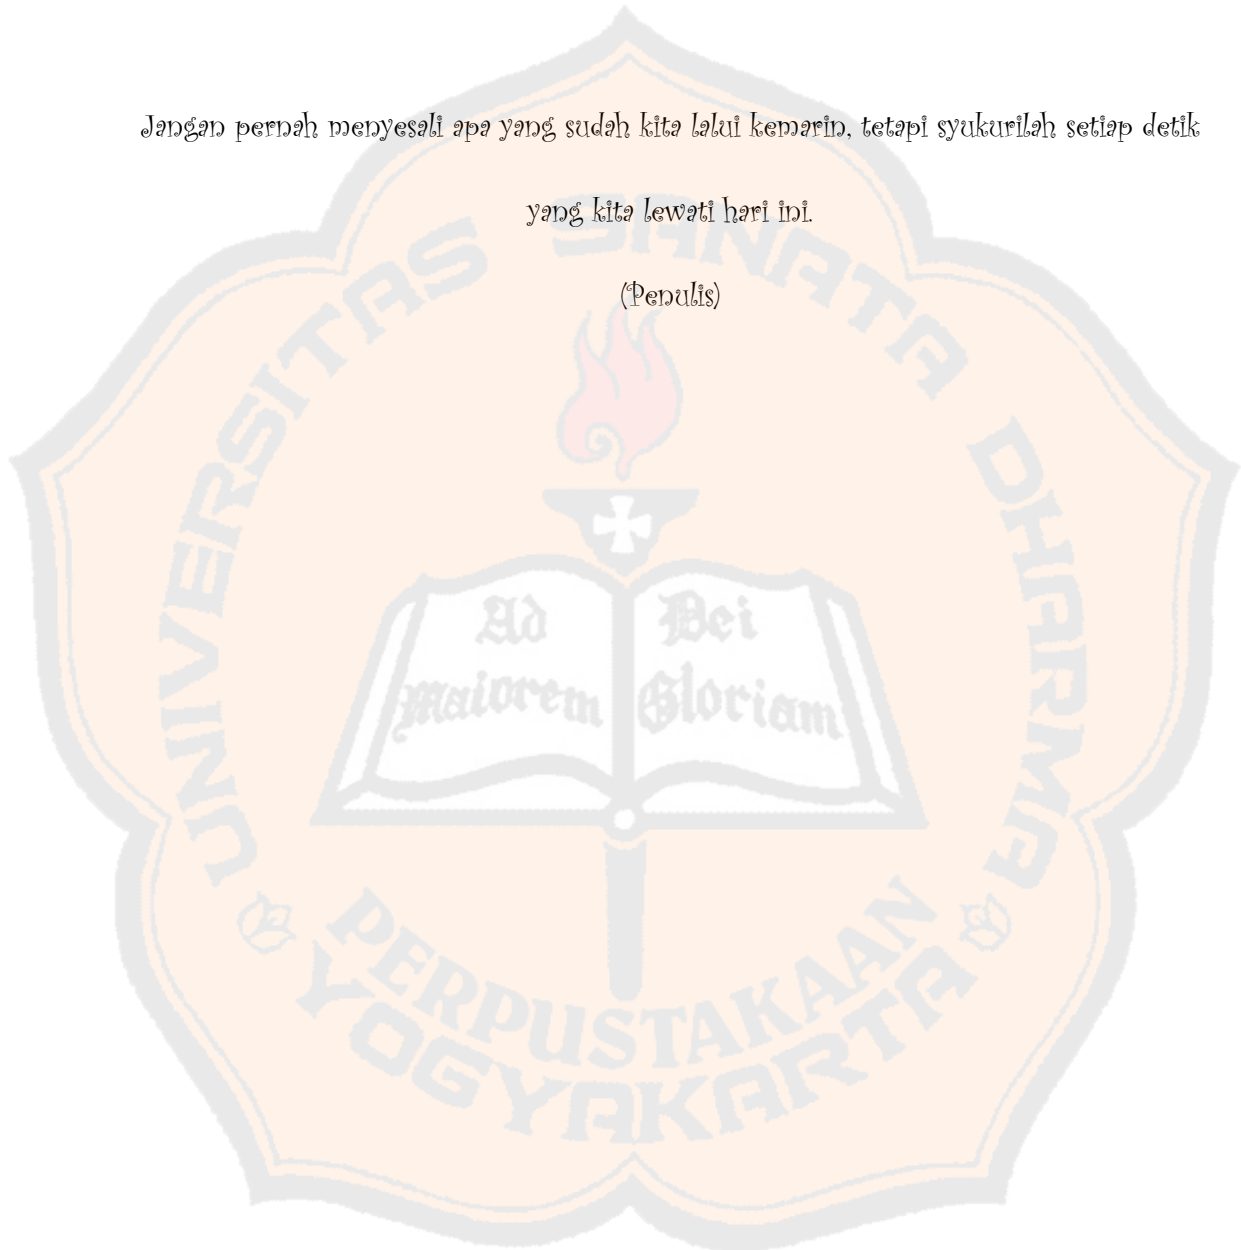 Jangan pernah menyesali apa yang sudah kita lalui kemarin, tetapi syukurilah setiap detik
yang kita lewati hari ini.
(Penulis)
UNIVERSITAS SANATA DHARMA
Ad Dei
Maiorem Gloriam
PERPUSTAKAAN
YOGYAKARTA